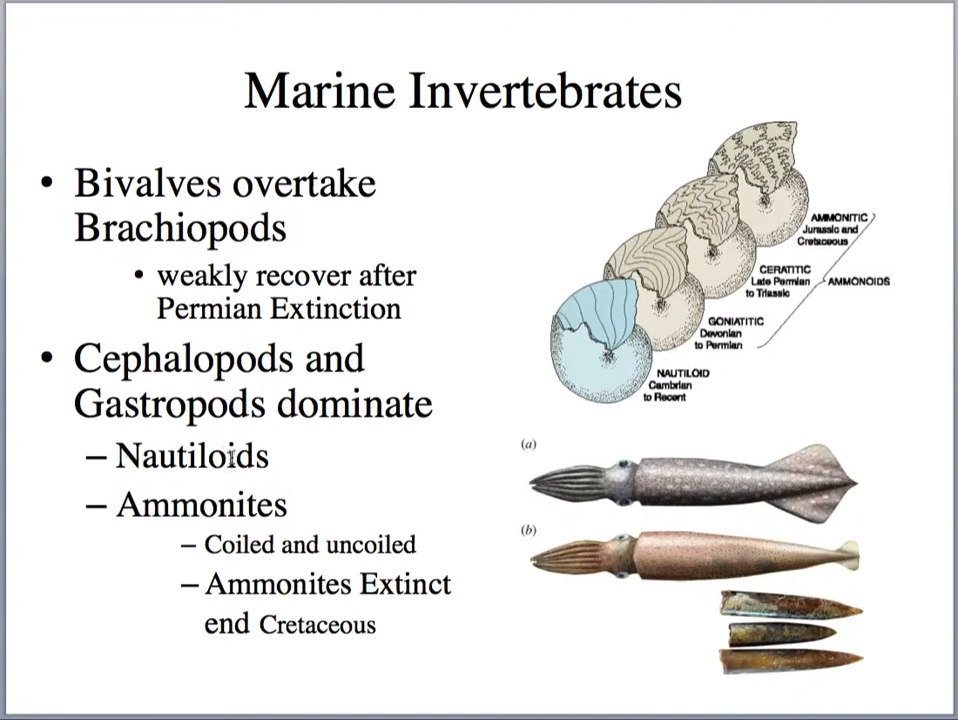 Marine Invertebrates
• Bivalves overtake
Brachiopods
• weakly recover after
Permian Extinction
• Cephalopods and
Gastropods dominate
– Nautiloids
– Ammonites
– Coiled and uncoiled
– Ammonites Extinct
end Cretaceous
AMMONITIC
Jurassic and
Cretaceous
CERATITIC
Late Permian
to Triassic
AMMONOIDS
GONIATITIC
Devonian
to Permian
NAUTILOID
Cambrian
to Recent
(a)
(b)